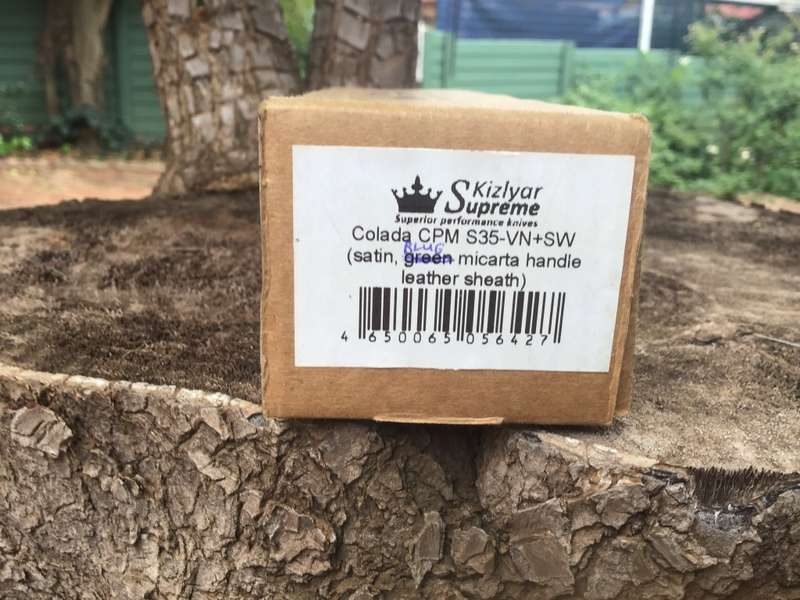 Kizlyar
Supreme
Superior performance knives
Colada CPM S35-VN+SW
BLUE
(satin, green micarta handle
leather sheath)
4 650065 056427